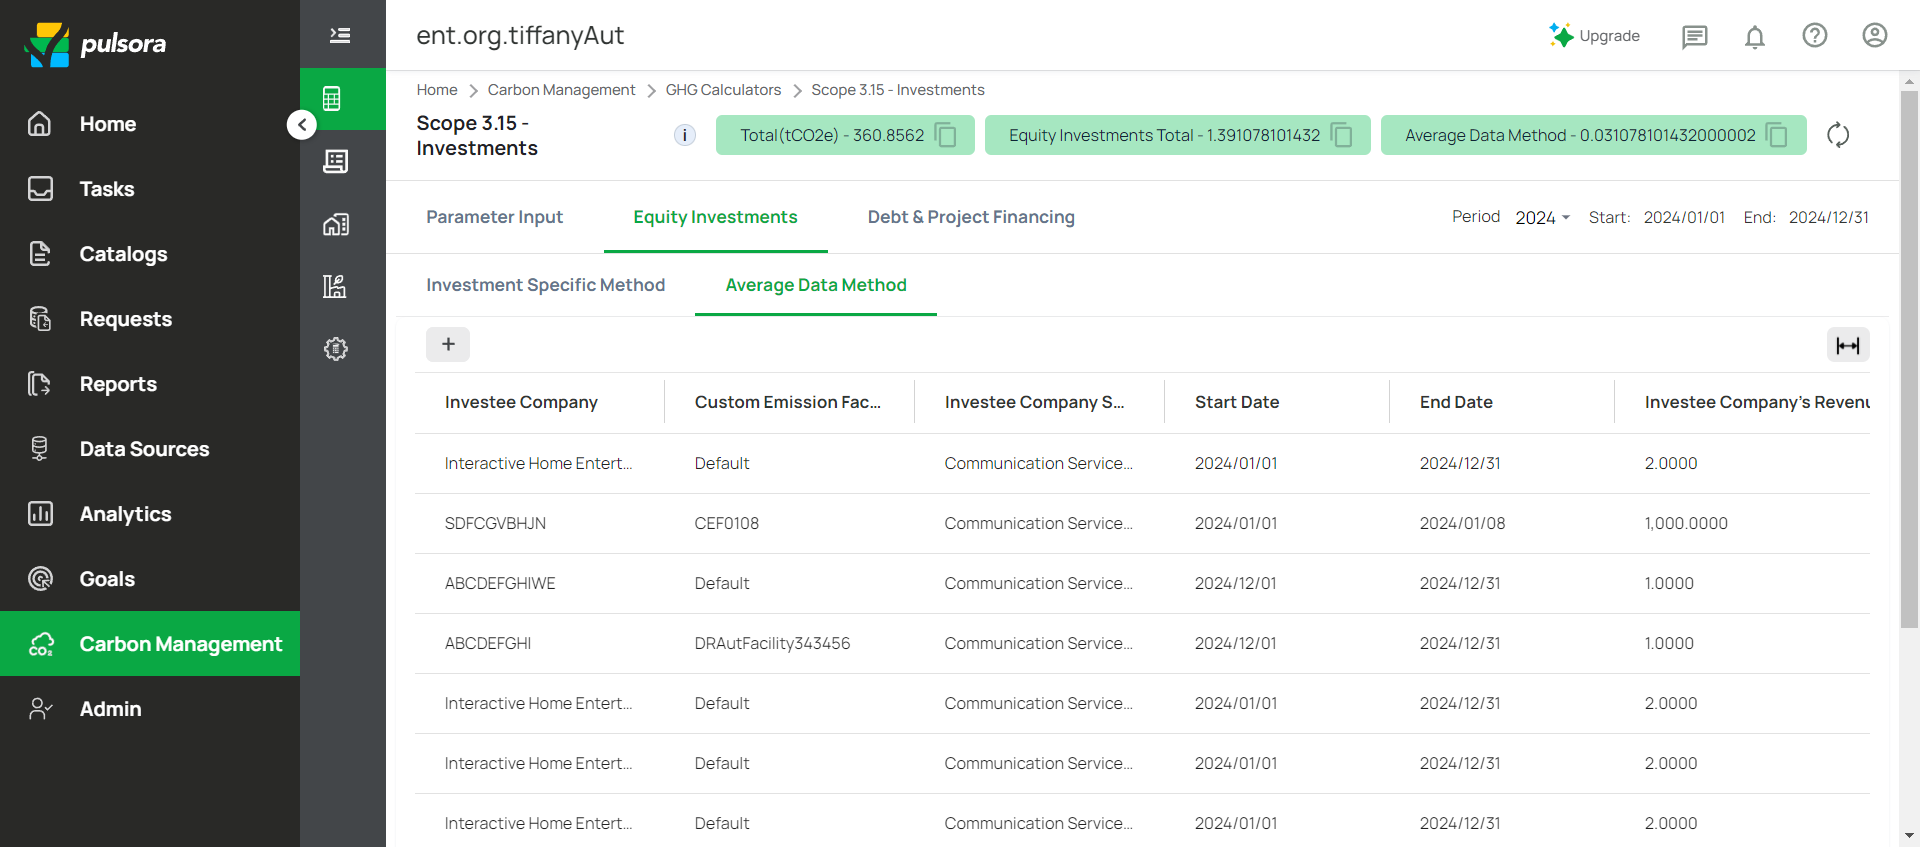 pulsora
ent.org.tiffanyAut
Upgrade
Home
Tasks
Catalogs
Requests
Reports
Data Sources
Analytics
Goals
CO₂ Carbon Management
Admin
Home > Carbon Management > GHG Calculators > Scope 3.15 - Investments
Scope 3.15 -
Investments
i
Total(tCO2e) - 360.8562
Equity Investments Total - 1.391078101432
Average Data Method - 0.031078101432000002
Parameter Input Equity Investments Debt & Project Financing
Period 2024 Start: 2024/01/01 End: 2024/12/31
Investment Specific Method Average Data Method
+
Investee Company Custom Emission Fac... Investee Company S... Start Date End Date Investee Company's Revenu
Interactive Home Entert... Default Communication Service... 2024/01/01 2024/12/31 2.0000
SDFCGVBHJN CEF0108 Communication Service... 2024/01/01 2024/01/08 1,000.0000
ABCDEFGHIWE Default Communication Service... 2024/12/01 2024/12/31 1.0000
ABCDEFGHI DRAutFacility343456 Communication Service... 2024/12/01 2024/12/31 1.0000
Interactive Home Entert... Default Communication Service... 2024/01/01 2024/12/31 2.0000
Interactive Home Entert... Default Communication Service... 2024/01/01 2024/12/31 2.0000
Interactive Home Entert... Default Communication Service... 2024/01/01 2024/12/31 2.0000